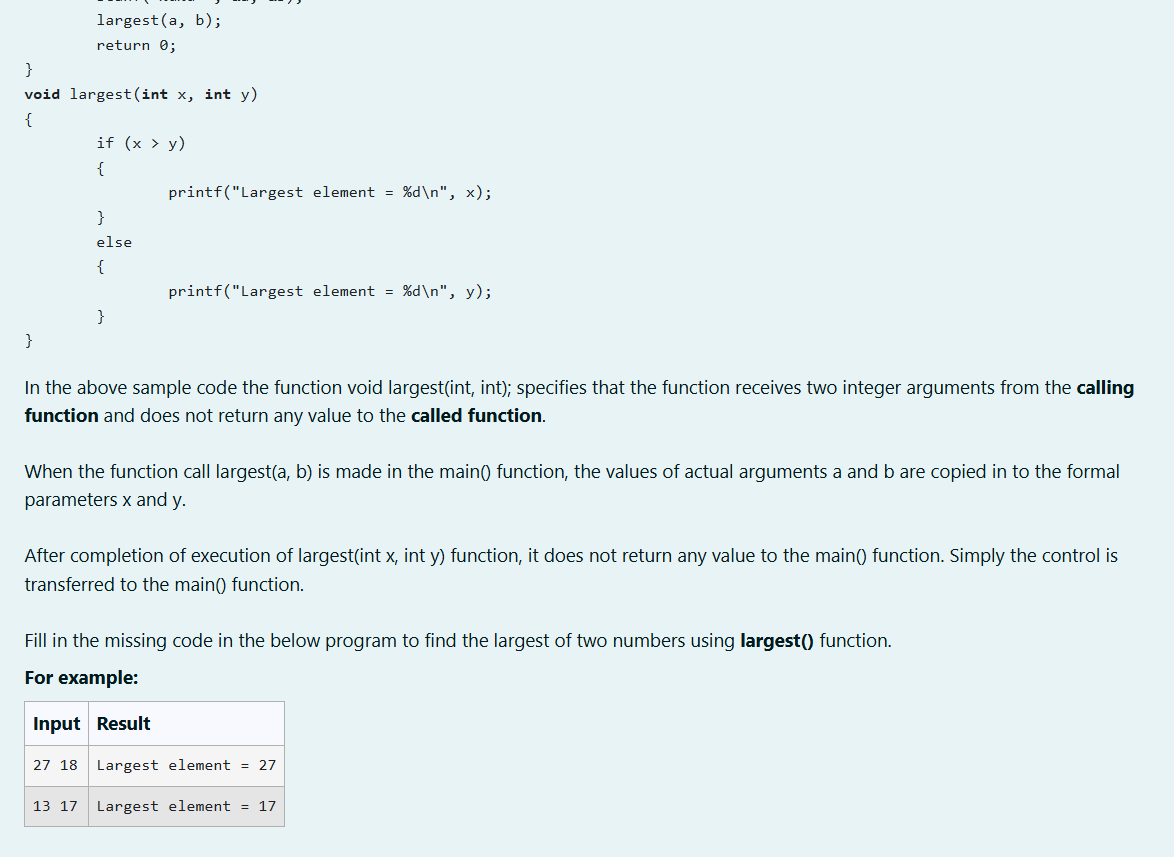 largest(a, b);
return 0;
}
void largest(int x, int y)
{
if (x > y)
{
printf("Largest element = %d\n", x);
}
else
{
printf("Largest element = %d\n", y);
}
}
In the above sample code the function void largest(int, int); specifies that the function receives two integer arguments from the calling
function and does not return any value to the called function.
When the function call largest(a, b) is made in the main() function, the values of actual arguments a and b are copied in to the formal
parameters x and y.
After completion of execution of largest(int x, int y) function, it does not return any value to the main() function. Simply the control is
transferred to the main() function.
Fill in the missing code in the below program to find the largest of two numbers using largest() function.
For example:
Input Result
27 18 Largest element = 27
13 17 Largest element = 17